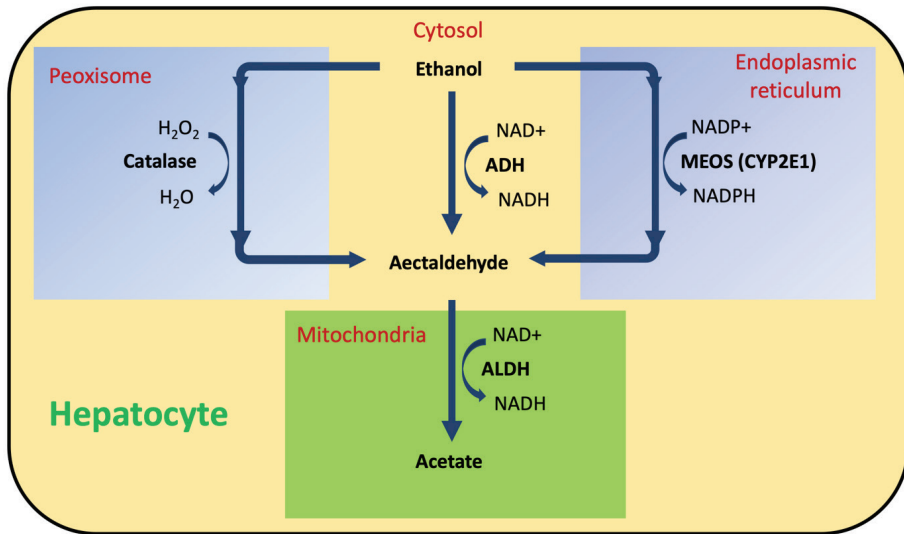 Cytosol
Peoxisome
Ethanol
Endoplasmic
reticulum
H₂O₂
Catalase
H₂O
NAD+
ADH
NADH
NADP+
MEOS (CYP2E1)
NADPH
Aectaldehyde
Mitochondria
NAD+
ALDH
NADH
Hepatocyte
Acetate